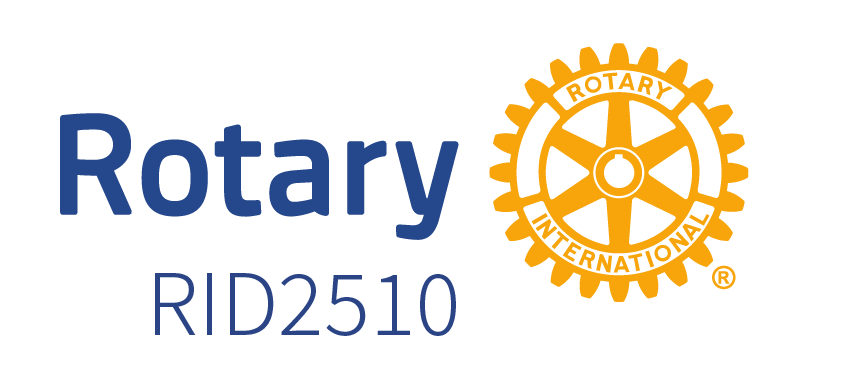 Rotary
RID2510
ROTARY
INTERNATIONAL
®